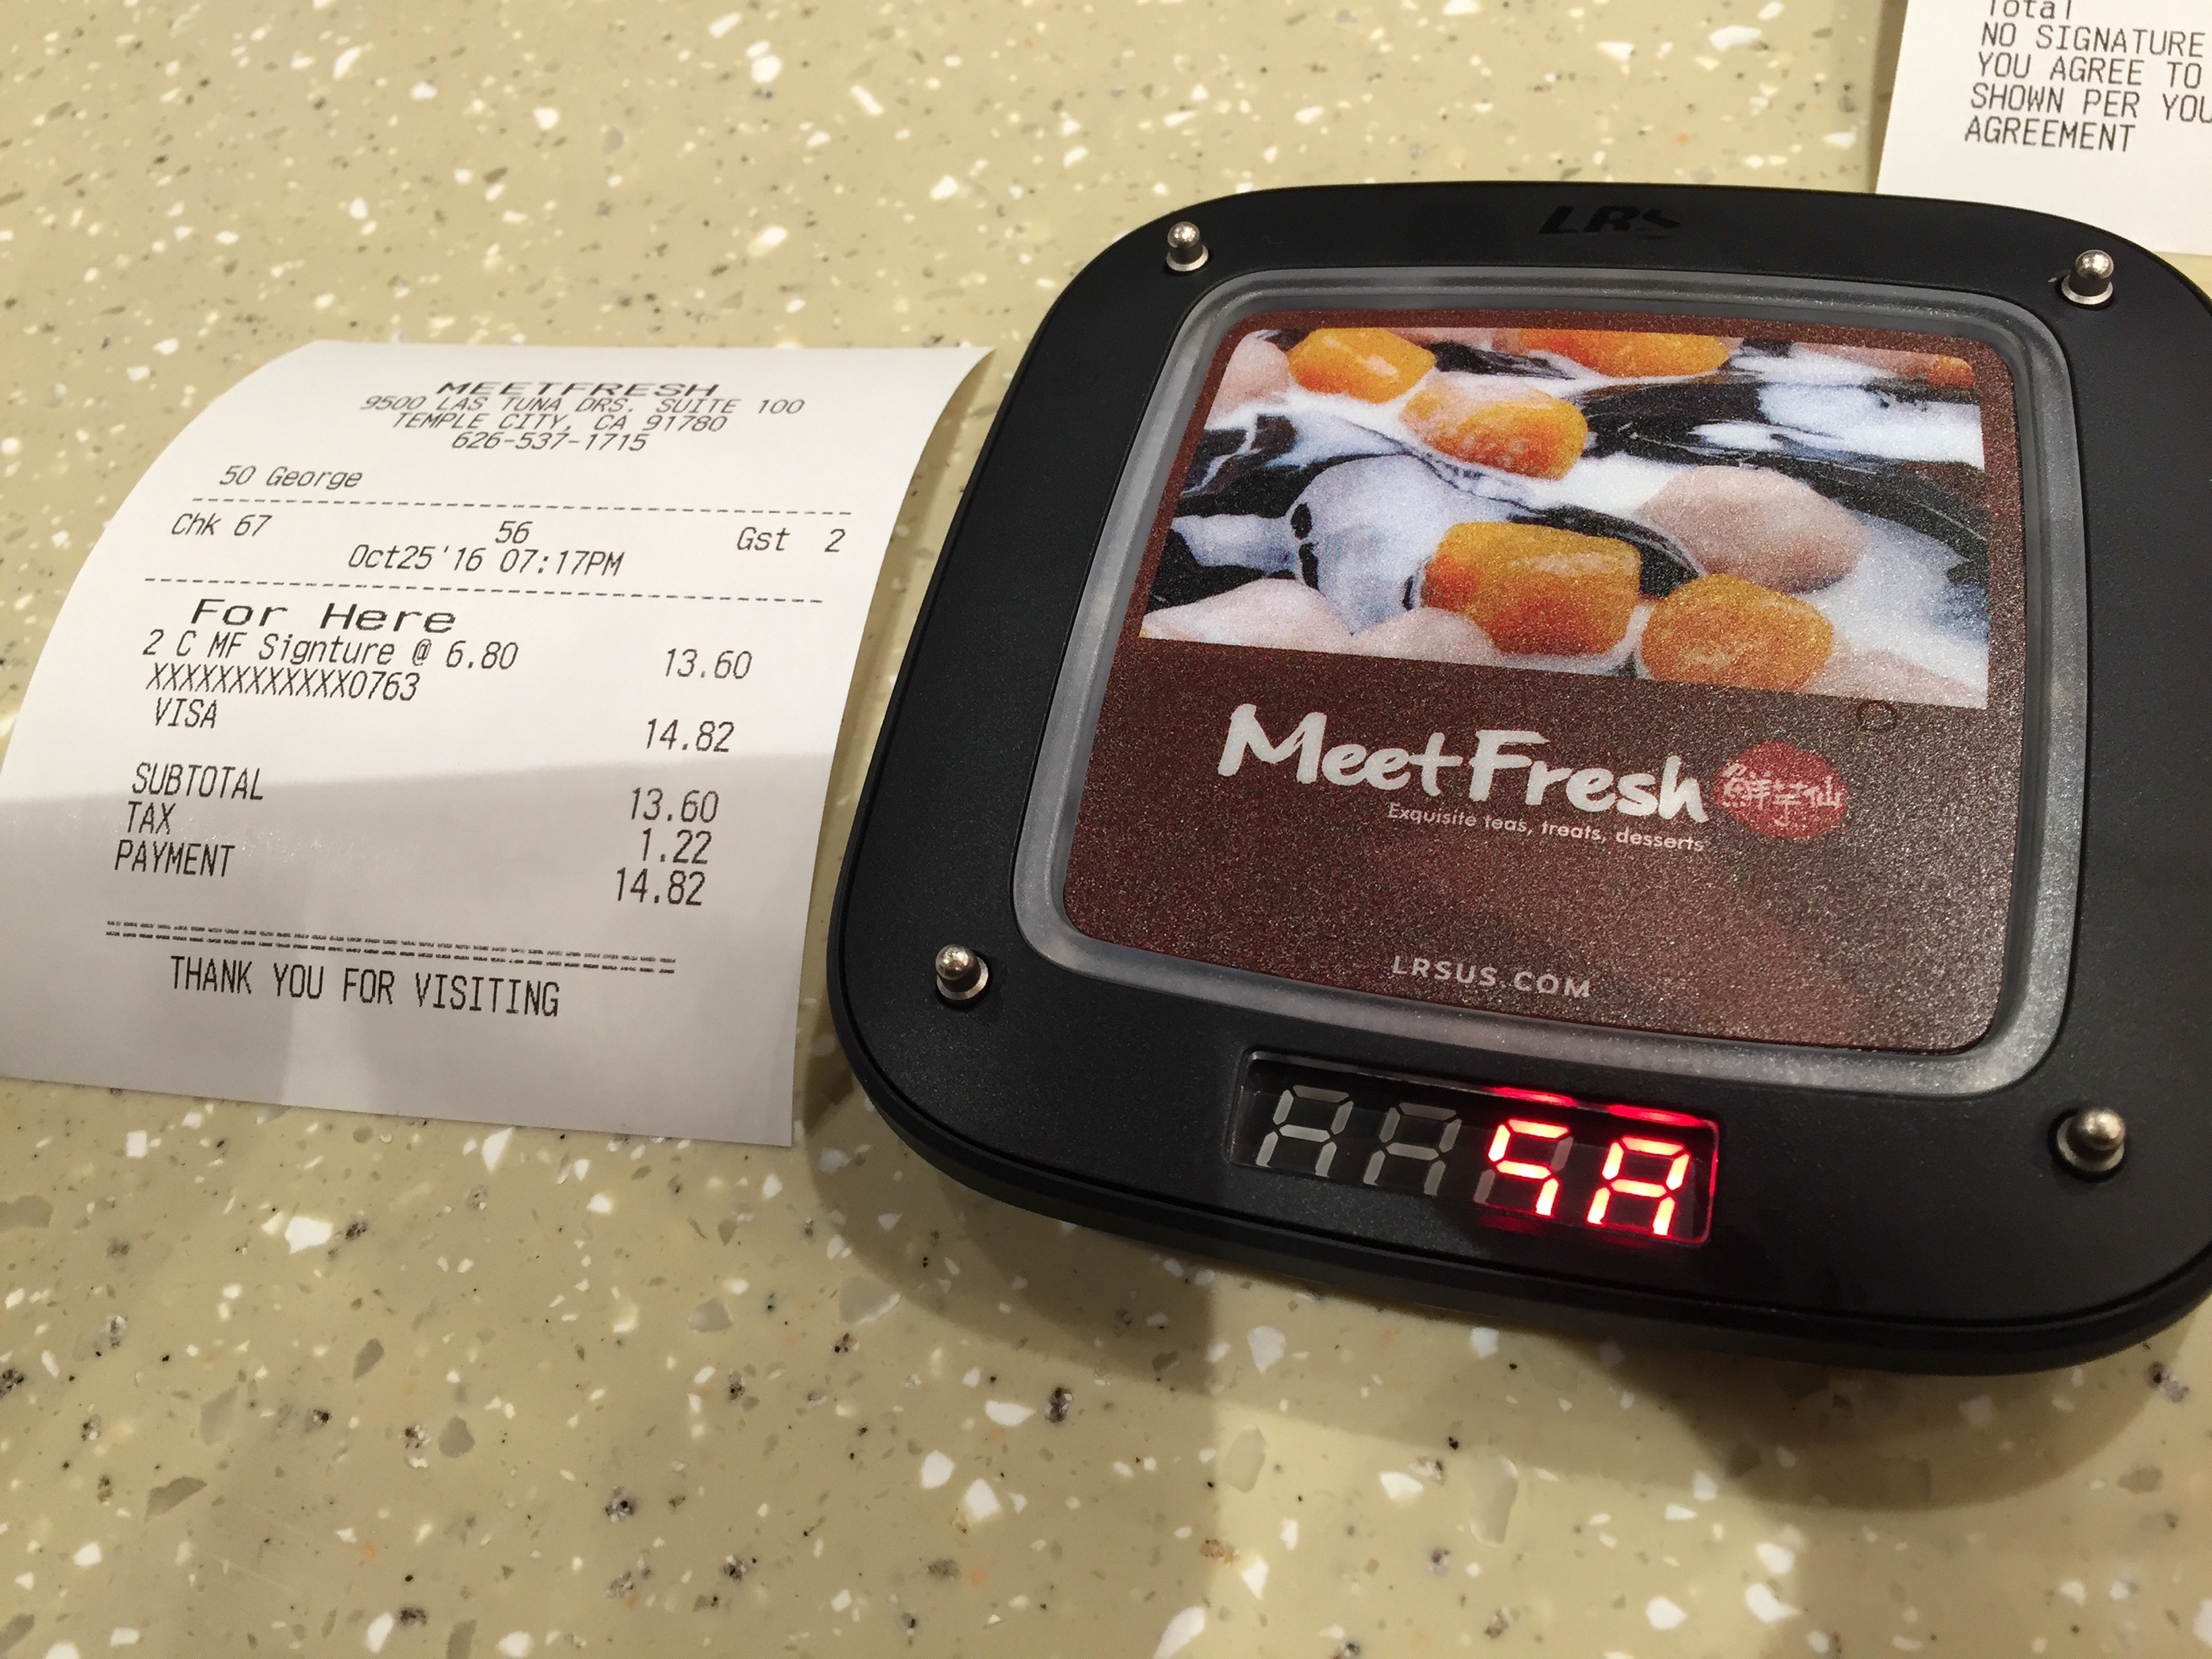 MEETFRESH
9500 LAS TUNA DRS. SUITE 100
TEMPLE CITY, CA 91780
626-537-1715
50 George
Chk 67 56 Gst 2
Oct25'16 07:17PM
For Here
2 C MF Signture @ 6.80 13.60
XXXXXXXXXXXX0763
VISA 14.82
SUBTOTAL 13.60
TAX 1.22
PAYMENT 14.82
THANK YOU FOR VISITING
LRS
MeetFresh 鮮芋仙
Exquisite teas, treats, desserts
LRSUS.COM
Total
NO SIGNATURE
YOU AGREE TO
SHOWN PER YOU
AGREEMENT